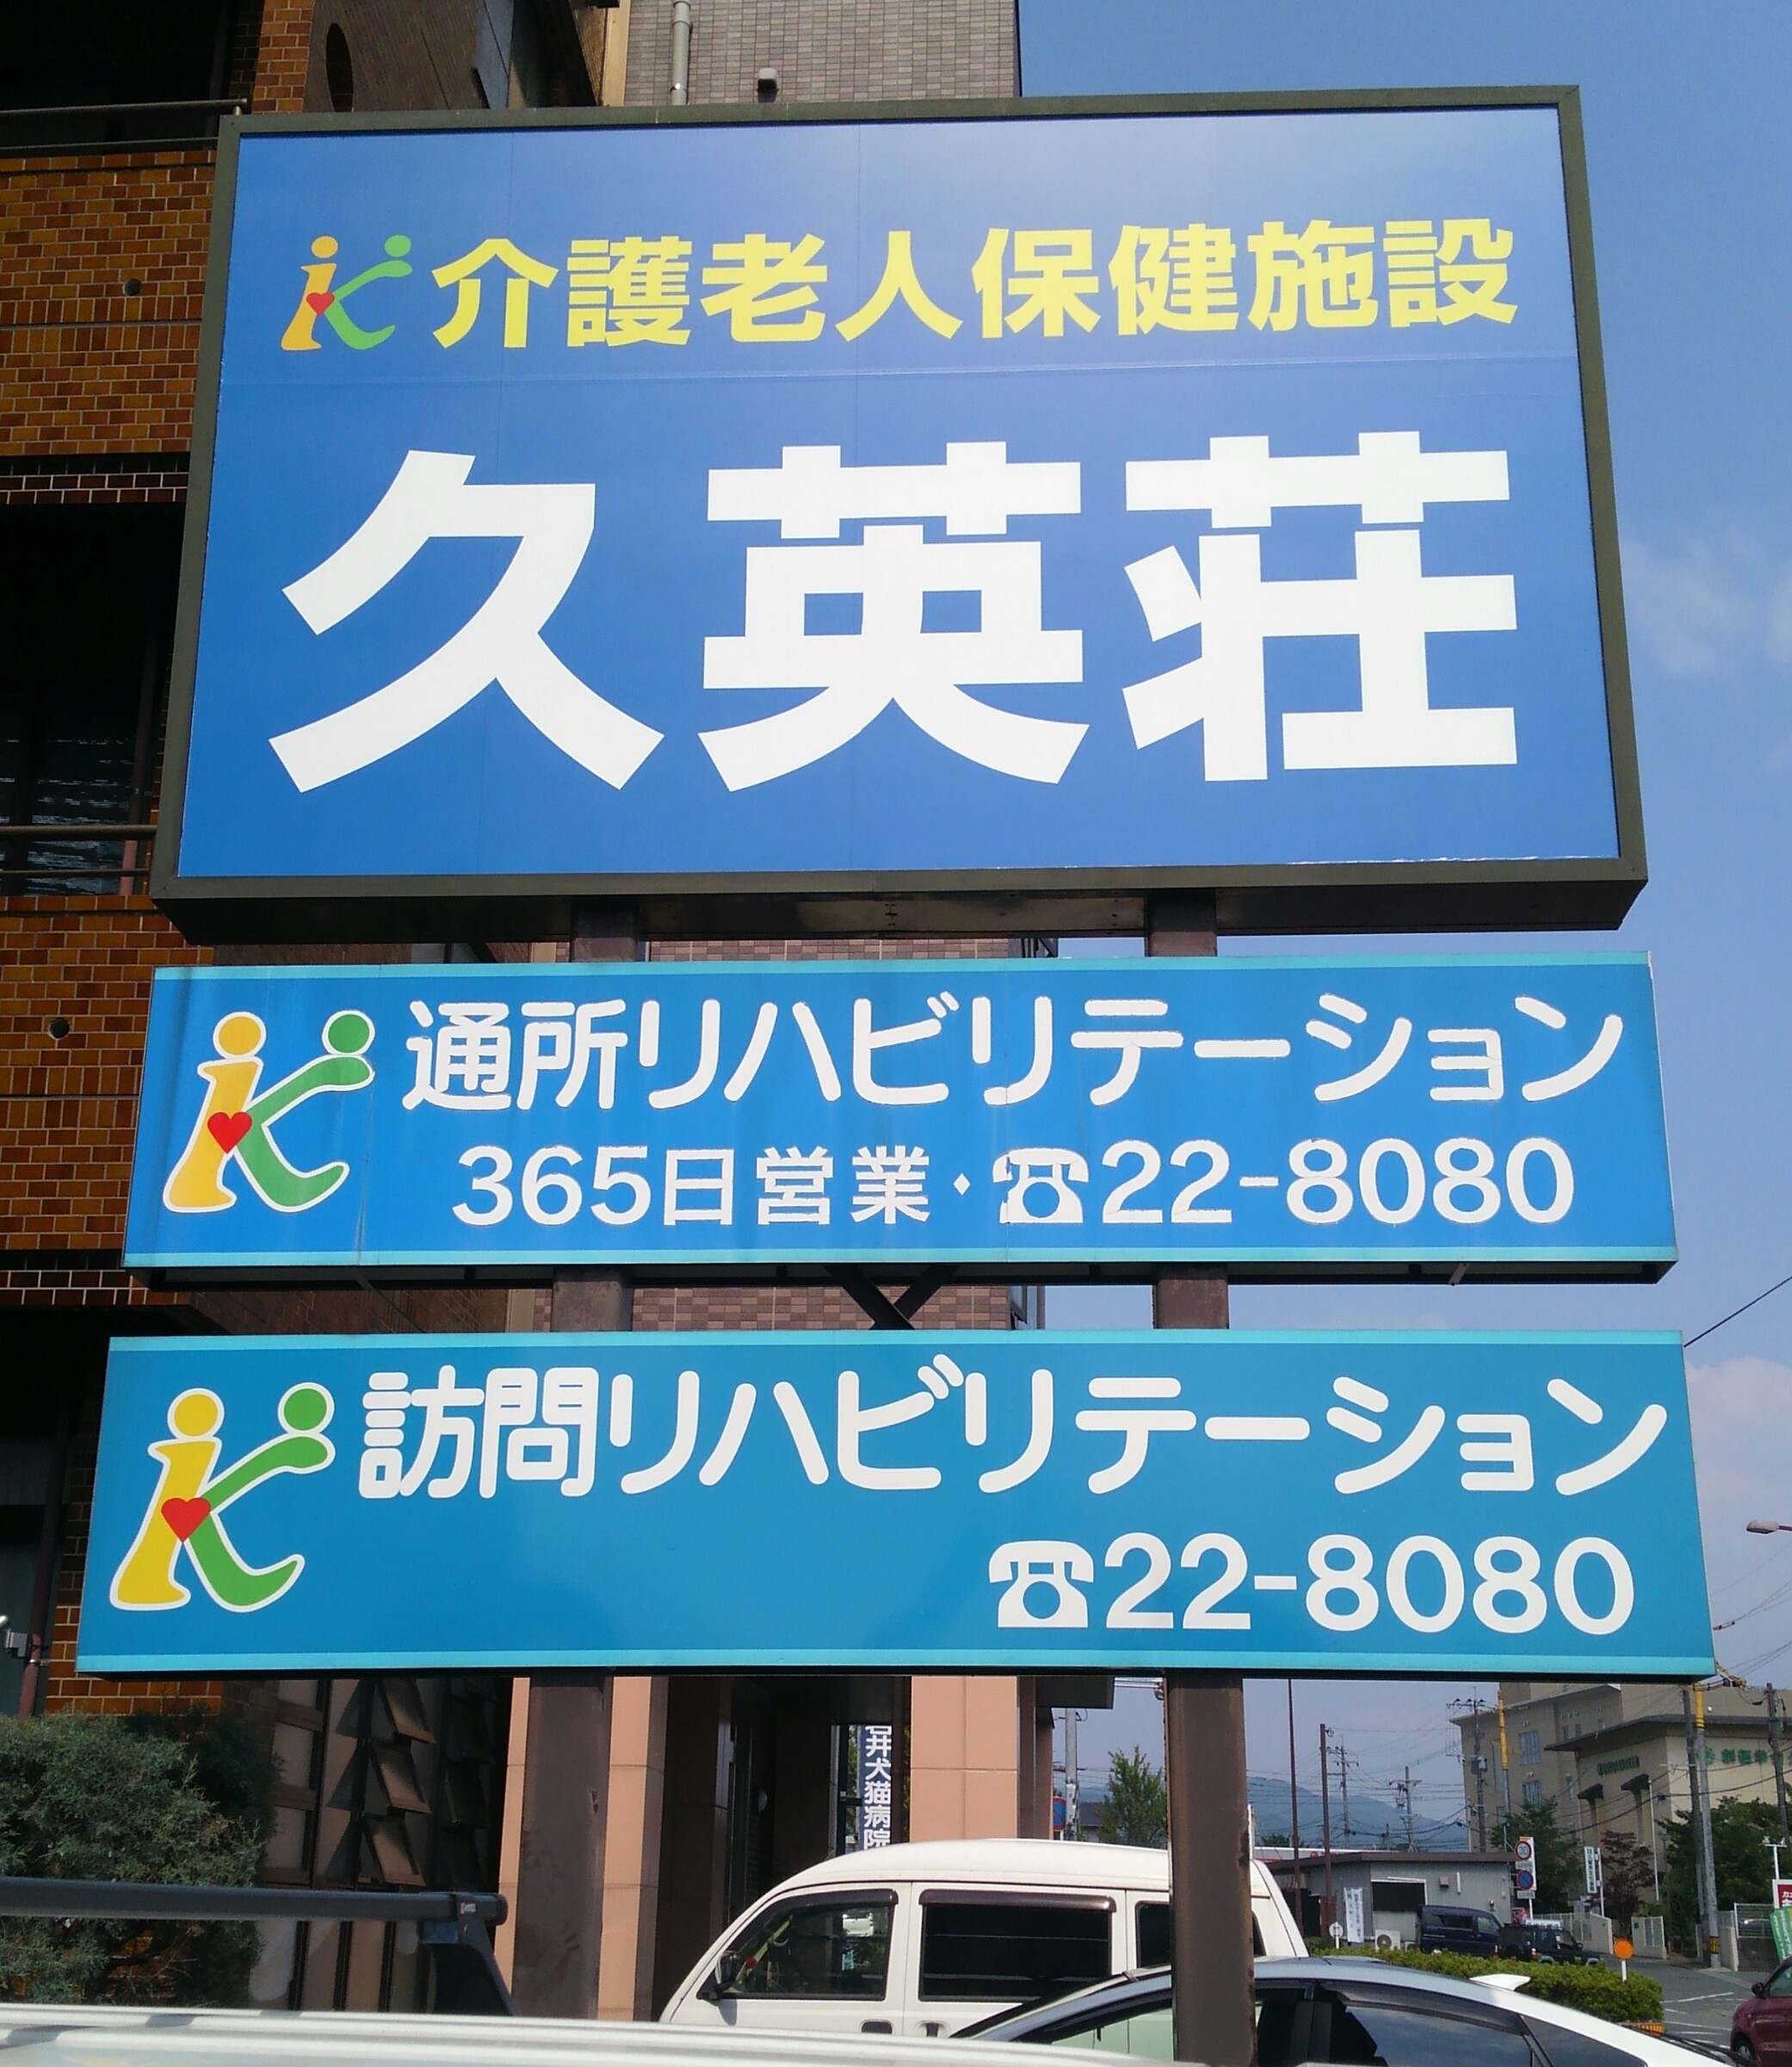 介護老人保健施設
久英荘
通所リハビリテーション
365日営業・☎22-8080
訪問リハビリテーション
☎22-8080
井犬猫病院